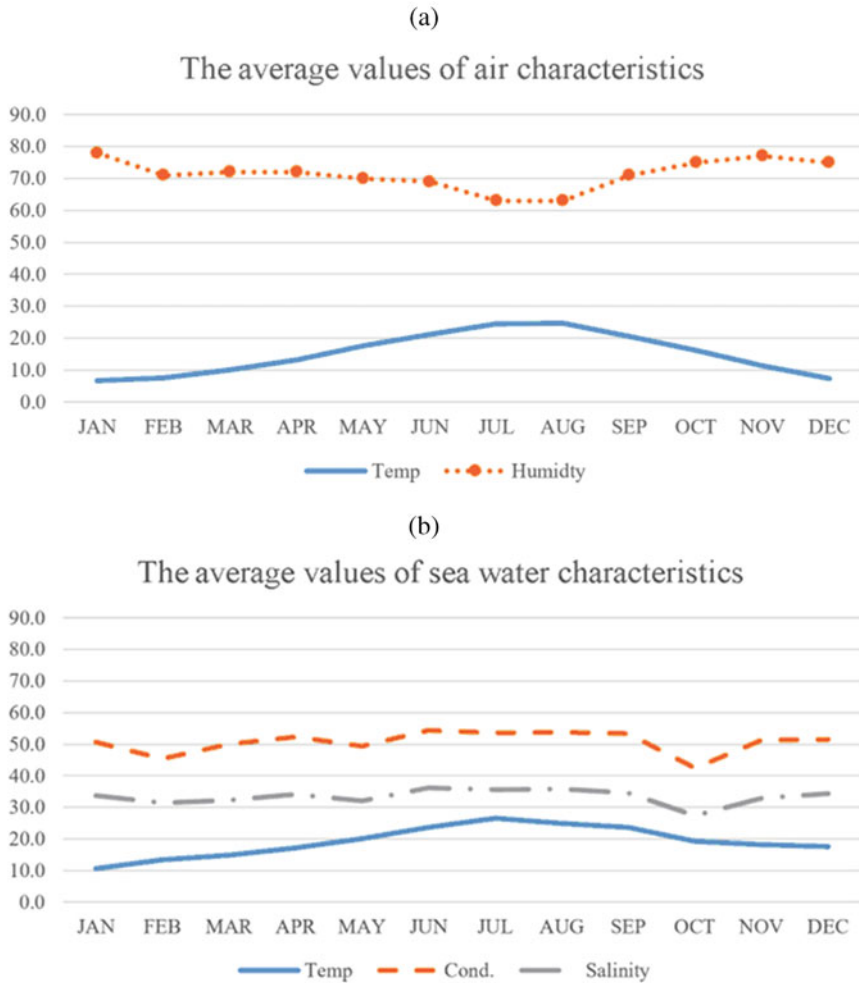 (a)
The average values of air characteristics
90.0
80.0
70.0
60.0
50.0
40.0
30.0
20.0
10.0
0.0
JAN FEB MAR APR MAY JUN JUL AUG SEP OCT NOV DEC
Temp Humidty
(b)
The average values of sea water characteristics
90.0
80.0
70.0
60.0
50.0
40.0
30.0
20.0
10.0
0.0
JAN FEB MAR APR MAY JUN JUL AUG SEP OCT NOV DEC
Temp Cond. Salinity